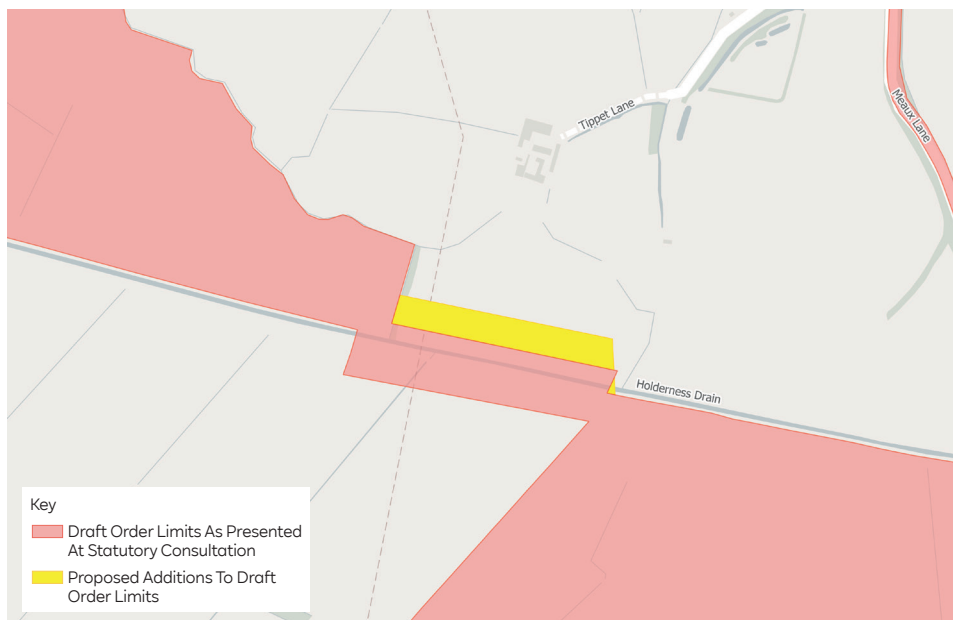 Tippet Lane
Meaux Lane
Holderness Drain
Key
Draft Order Limits As Presented
At Statutory Consultation
Proposed Additions To Draft
Order Limits